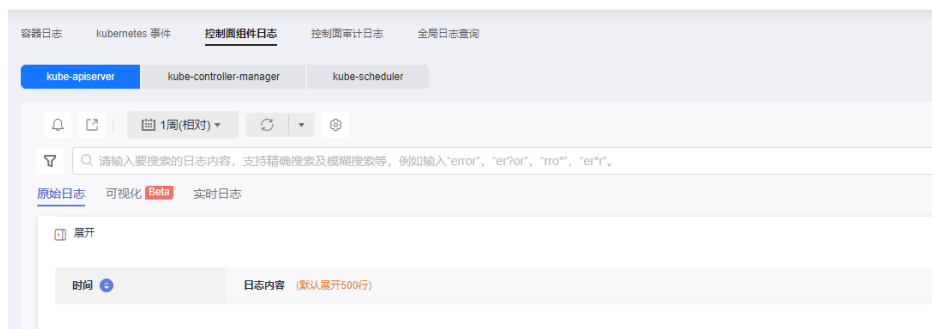 容器日志 kubernetes 事件 控制面组件日志 控制面审计日志 全局日志查询
kube-apiserver kube-controller-manager kube-scheduler
1周(相对)
请输入要搜索的日志内容，支持精确搜索及模糊搜索等，例如输入"error"，"er?or"，"rro*"，"er*r"。
原始日志 可视化 Beta 实时日志
展开
时间 日志内容 (默认展开500行)